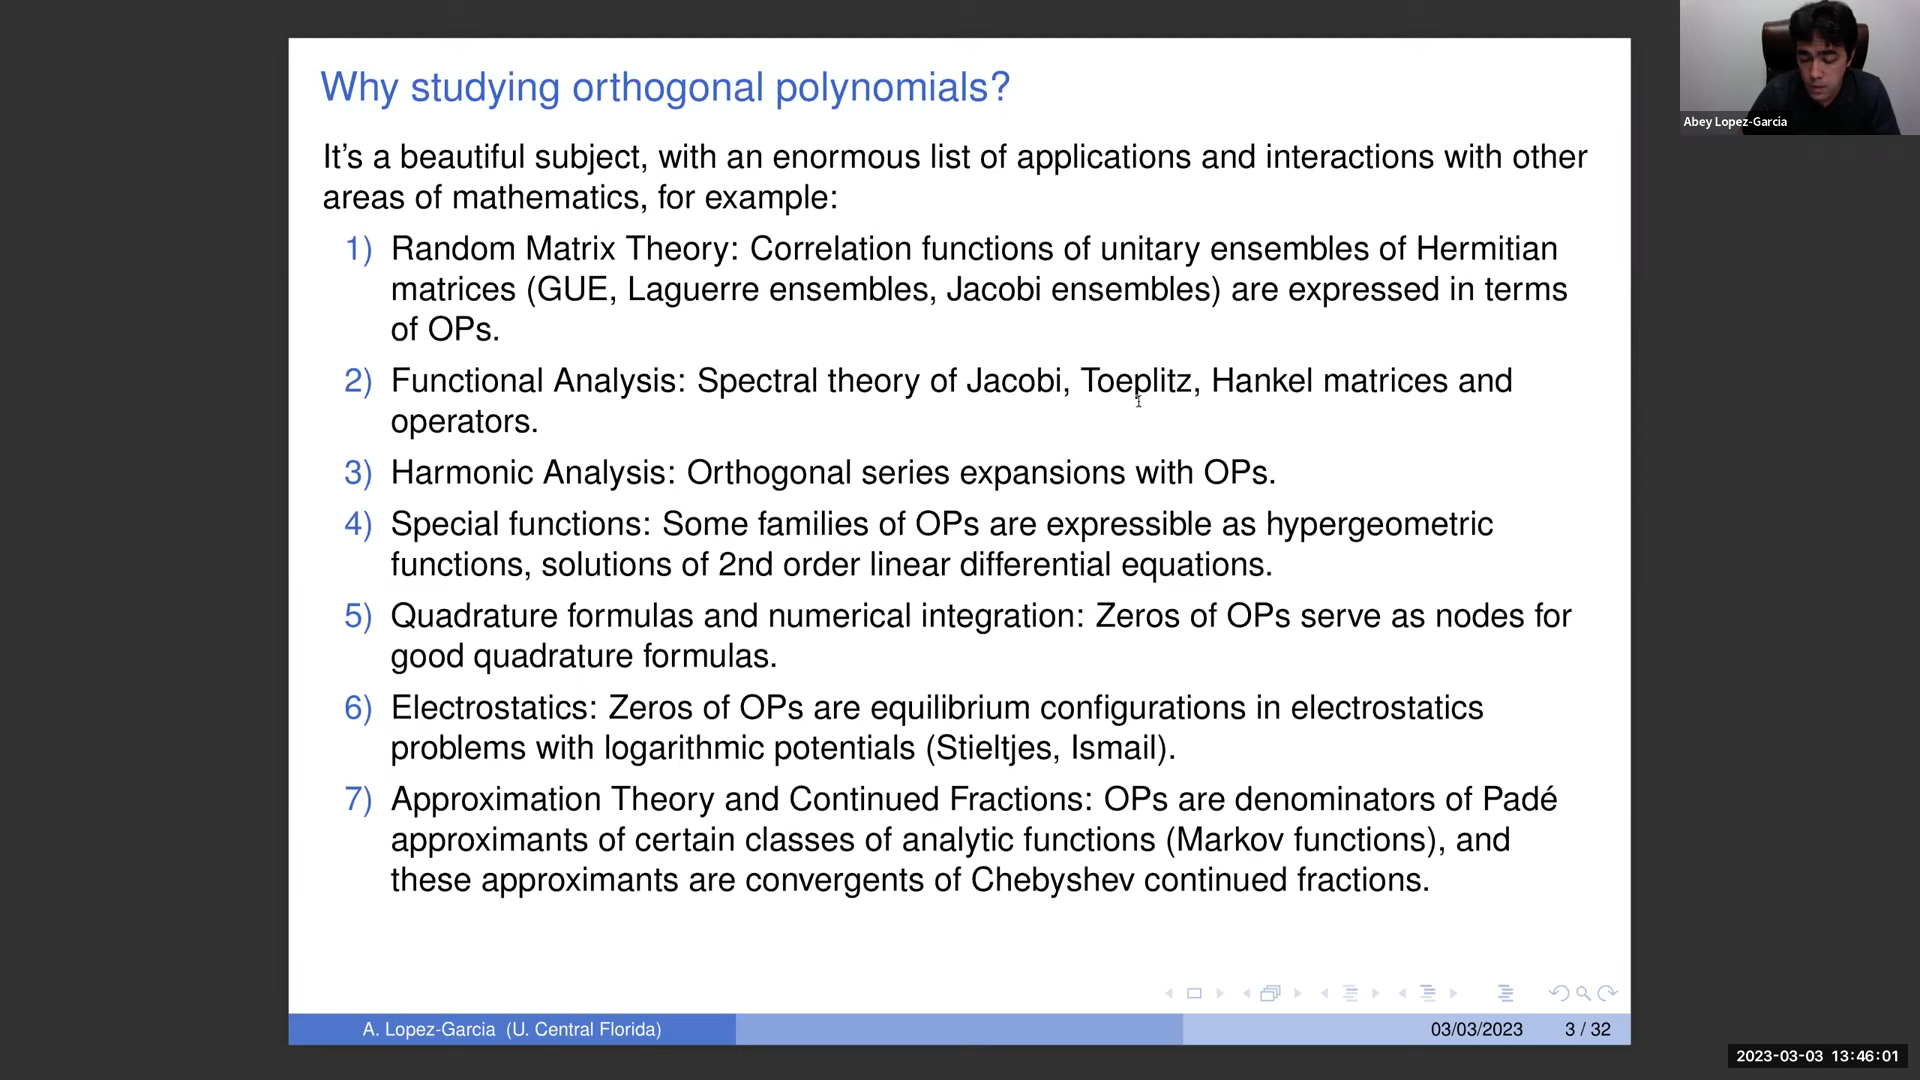 Why studying orthogonal polynomials?
It's a beautiful subject, with an enormous list of applications and interactions with other
areas of mathematics, for example:
1) Random Matrix Theory: Correlation functions of unitary ensembles of Hermitian
matrices (GUE, Laguerre ensembles, Jacobi ensembles) are expressed in terms
of OPs.
2) Functional Analysis: Spectral theory of Jacobi, Toeplitz, Hankel matrices and
operators.
3) Harmonic Analysis: Orthogonal series expansions with OPs.
4) Special functions: Some families of OPs are expressible as hypergeometric
functions, solutions of 2nd order linear differential equations.
5) Quadrature formulas and numerical integration: Zeros of OPs serve as nodes for
good quadrature formulas.
6) Electrostatics: Zeros of OPs are equilibrium configurations in electrostatics
problems with logarithmic potentials (Stieltjes, Ismail).
7) Approximation Theory and Continued Fractions: OPs are denominators of Padé
approximants of certain classes of analytic functions (Markov functions), and
these approximants are convergents of Chebyshev continued fractions.
A. Lopez-Garcia (U. Central Florida) 03/03/2023 3 / 32
Abey Lopez-Garcia
2023-03-03 13:46:01